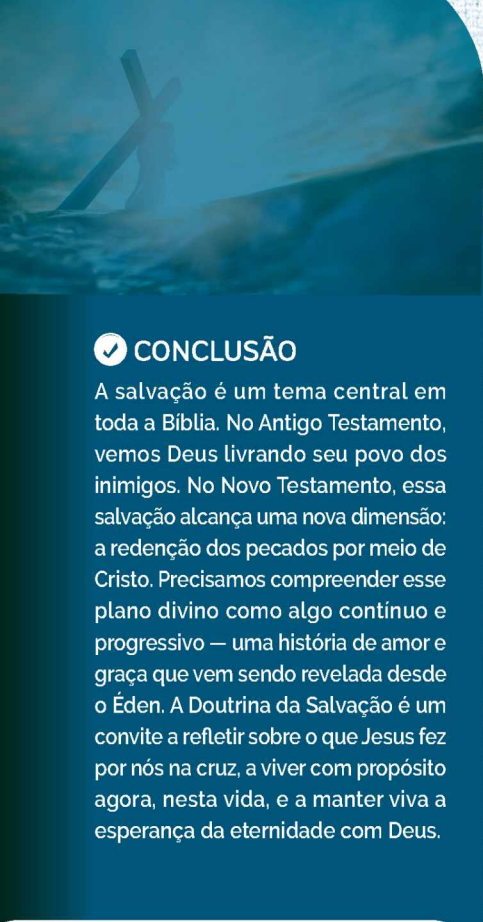 CONCLUSÃO
A salvação é um tema central em
toda a Bíblia. No Antigo Testamento,
vemos Deus livrando seu povo dos
inimigos. No Novo Testamento, essa
salvação alcança uma nova dimensão:
a redenção dos pecados por meio de
Cristo. Precisamos compreender esse
plano divino como algo contínuo e
progressivo — uma história de amor e
graça que vem sendo revelada desde
o Éden. A Doutrina da Salvação é um
convite a refletir sobre o que Jesus fez
por nós na cruz, a viver com propósito
agora, nesta vida, e a manter viva a
esperança da eternidade com Deus.